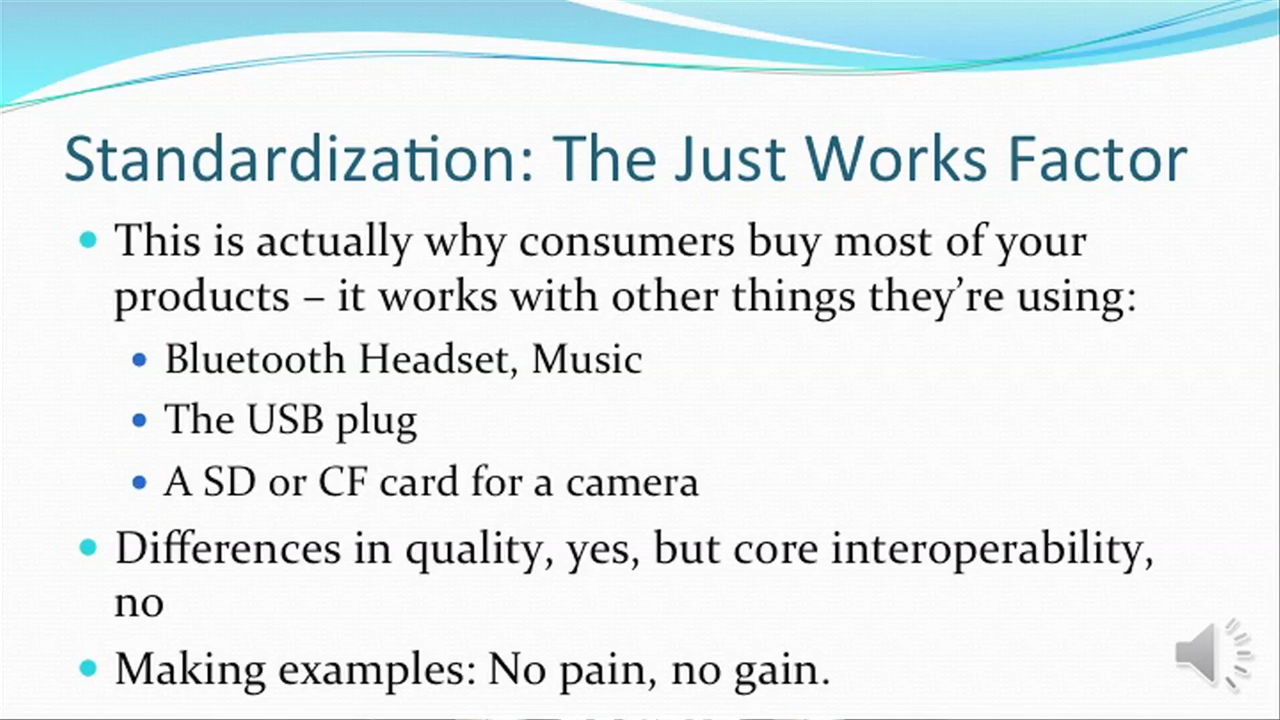 Standardization: The Just Works Factor
This is actually why consumers buy most of your
products – it works with other things they’re using:
Bluetooth Headset, Music
The USB plug
A SD or CF card for a camera
Differences in quality, yes, but core interoperability,
no
Making examples: No pain, no gain.